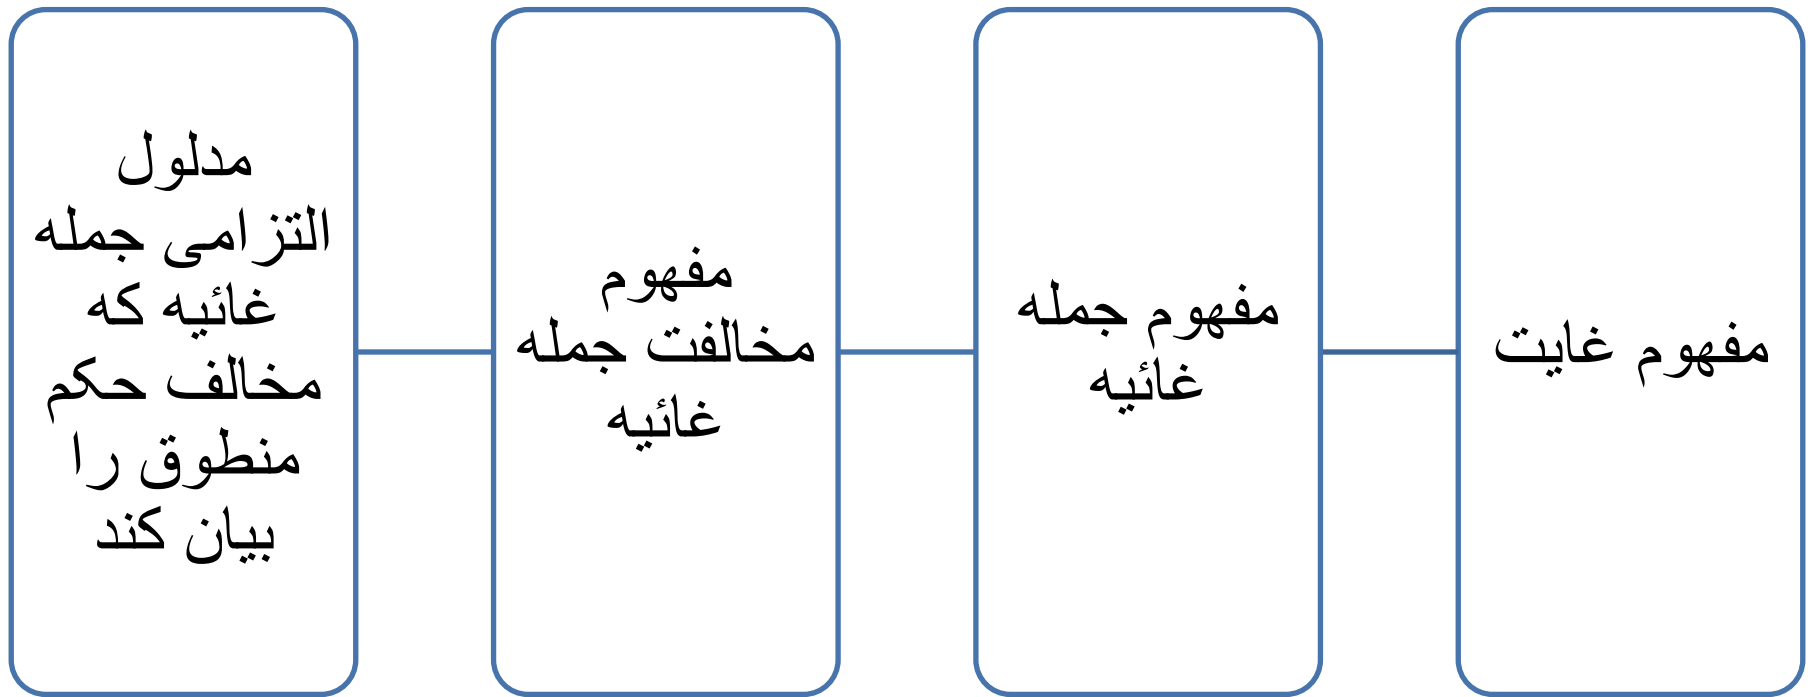 مفهوم غایت
مفهوم جمله
غائیه
مفهوم
مخالفت جمله
غائیه
مدلول
التزامی جمله
غائیه که
مخالف حکم
منطوق را
بیان کند